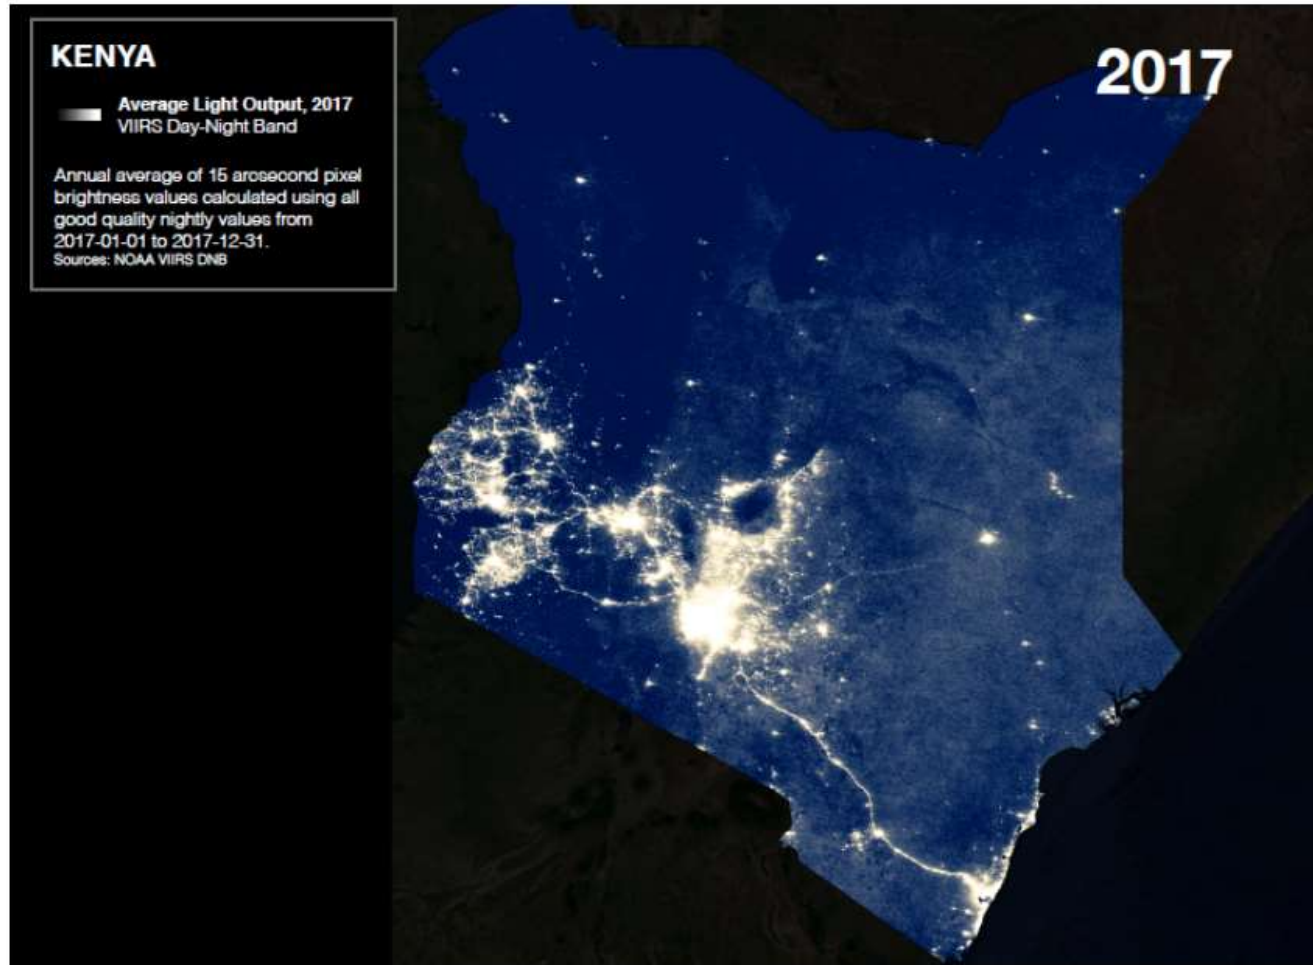 KENYA
2017
Average Light Output, 2017
VIIRS Day-Night Band
Annual average of 15 arcsecond pixel
brightness values calculated using all
good quality nightly values from
2017-01-01 to 2017-12-31.
Sources: NOAA VIIRS DNB